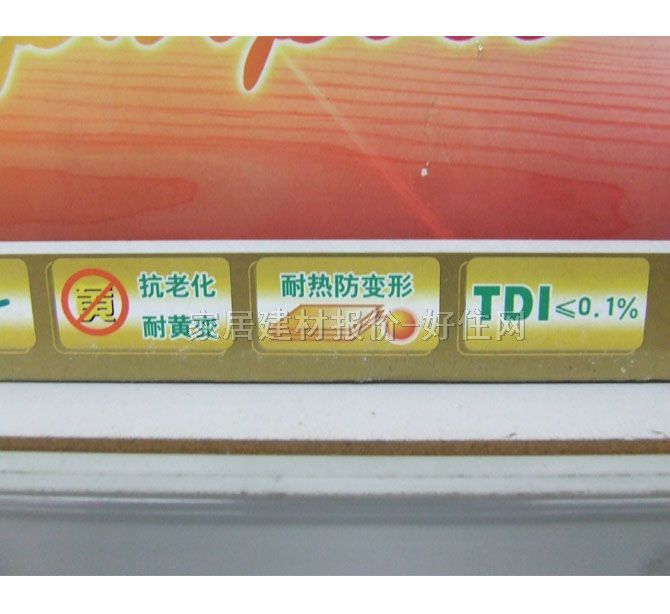 黄
抗老化
耐黄变
耐热防变形
TDI≤0.1%
家居建材报价-好住网